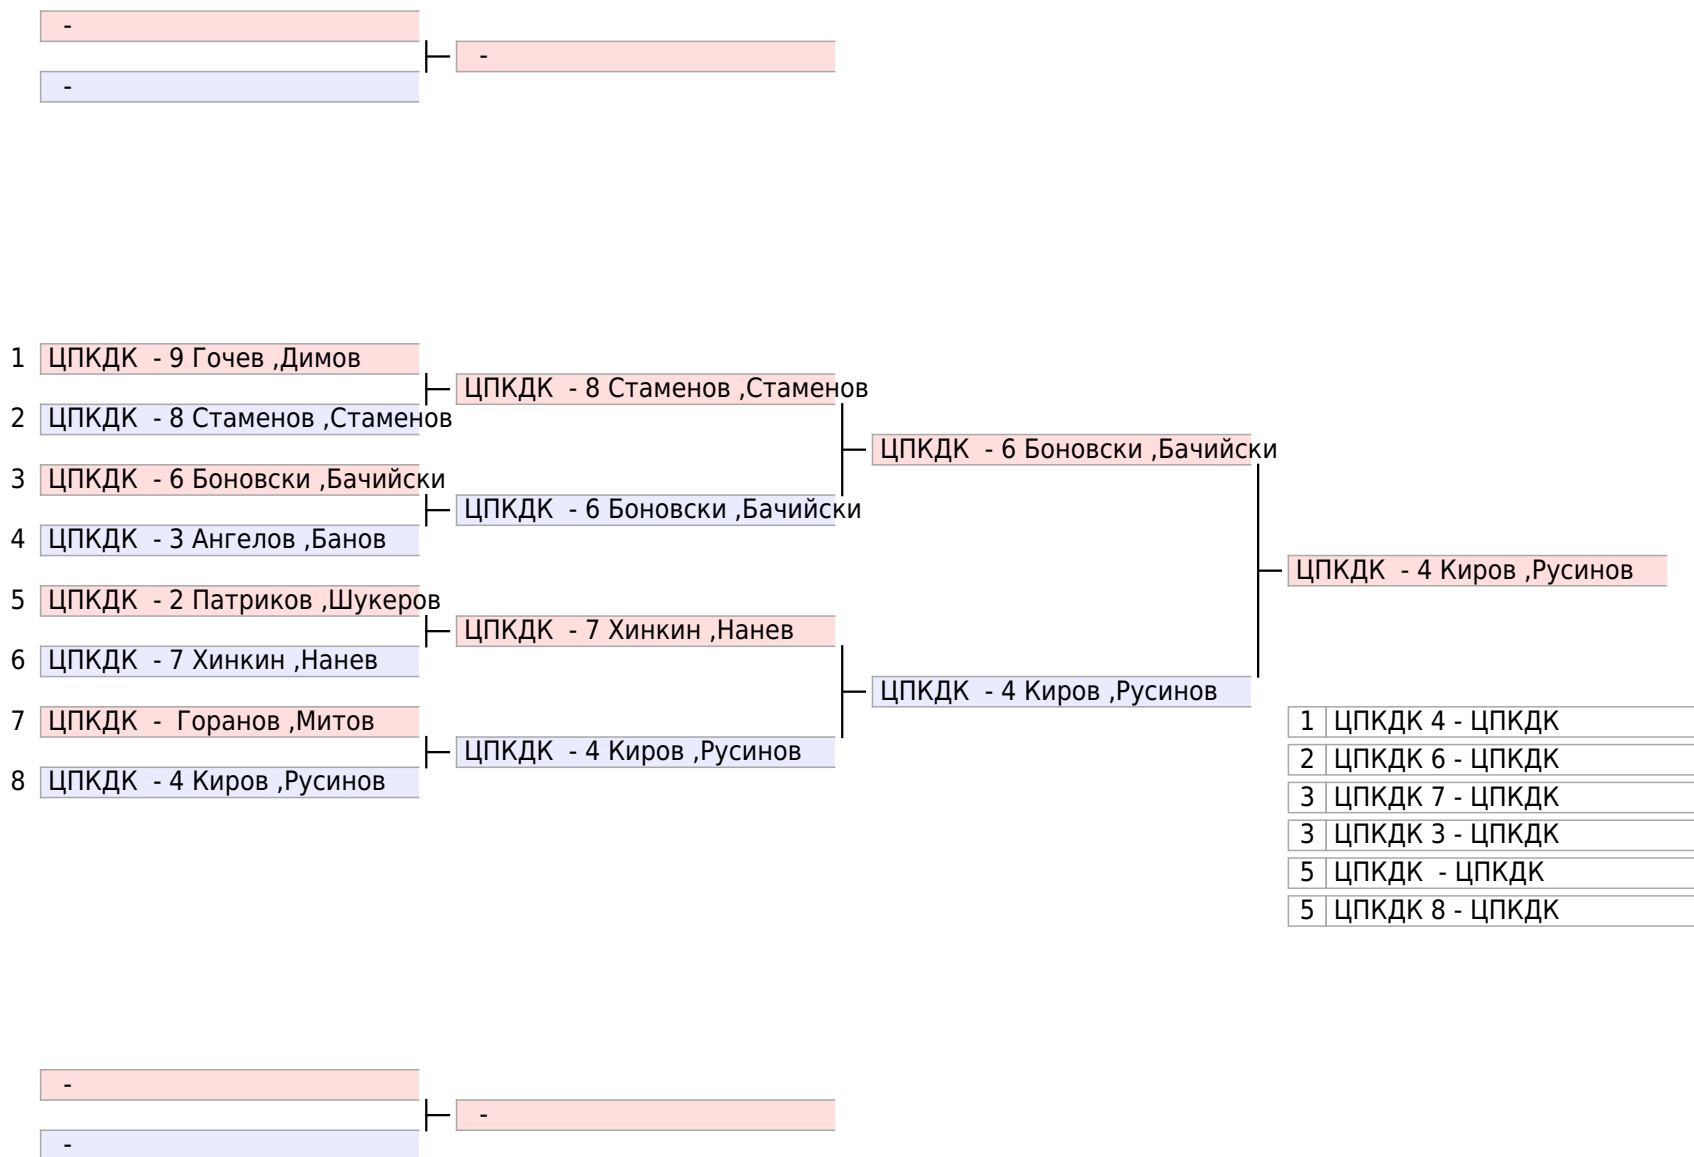 -
-
-
1 ЦПКДК - 9 Гочев ,Димов
ЦПКДК - 8 Стаменов ,Стаменов
2 ЦПКДК - 8 Стаменов ,Стаменов
ЦПКДК - 6 Боновски ,Бачийски
3 ЦПКДК - 6 Боновски ,Бачийски
ЦПКДК - 6 Боновски ,Бачийски
4 ЦПКДК - 3 Ангелов ,Банов
ЦПКДК - 4 Киров ,Русинов
5 ЦПКДК - 2 Патриков ,Шукеров
ЦПКДК - 7 Хинкин ,Нанев
6 ЦПКДК - 7 Хинкин ,Нанев
ЦПКДК - 4 Киров ,Русинов
7 ЦПКДК - Горанов ,Митов
ЦПКДК - 4 Киров ,Русинов
8 ЦПКДК - 4 Киров ,Русинов
1 ЦПКДК 4 - ЦПКДК
2 ЦПКДК 6 - ЦПКДК
3 ЦПКДК 7 - ЦПКДК
3 ЦПКДК 3 - ЦПКДК
5 ЦПКДК - ЦПКДК
5 ЦПКДК 8 - ЦПКДК
-
-
-